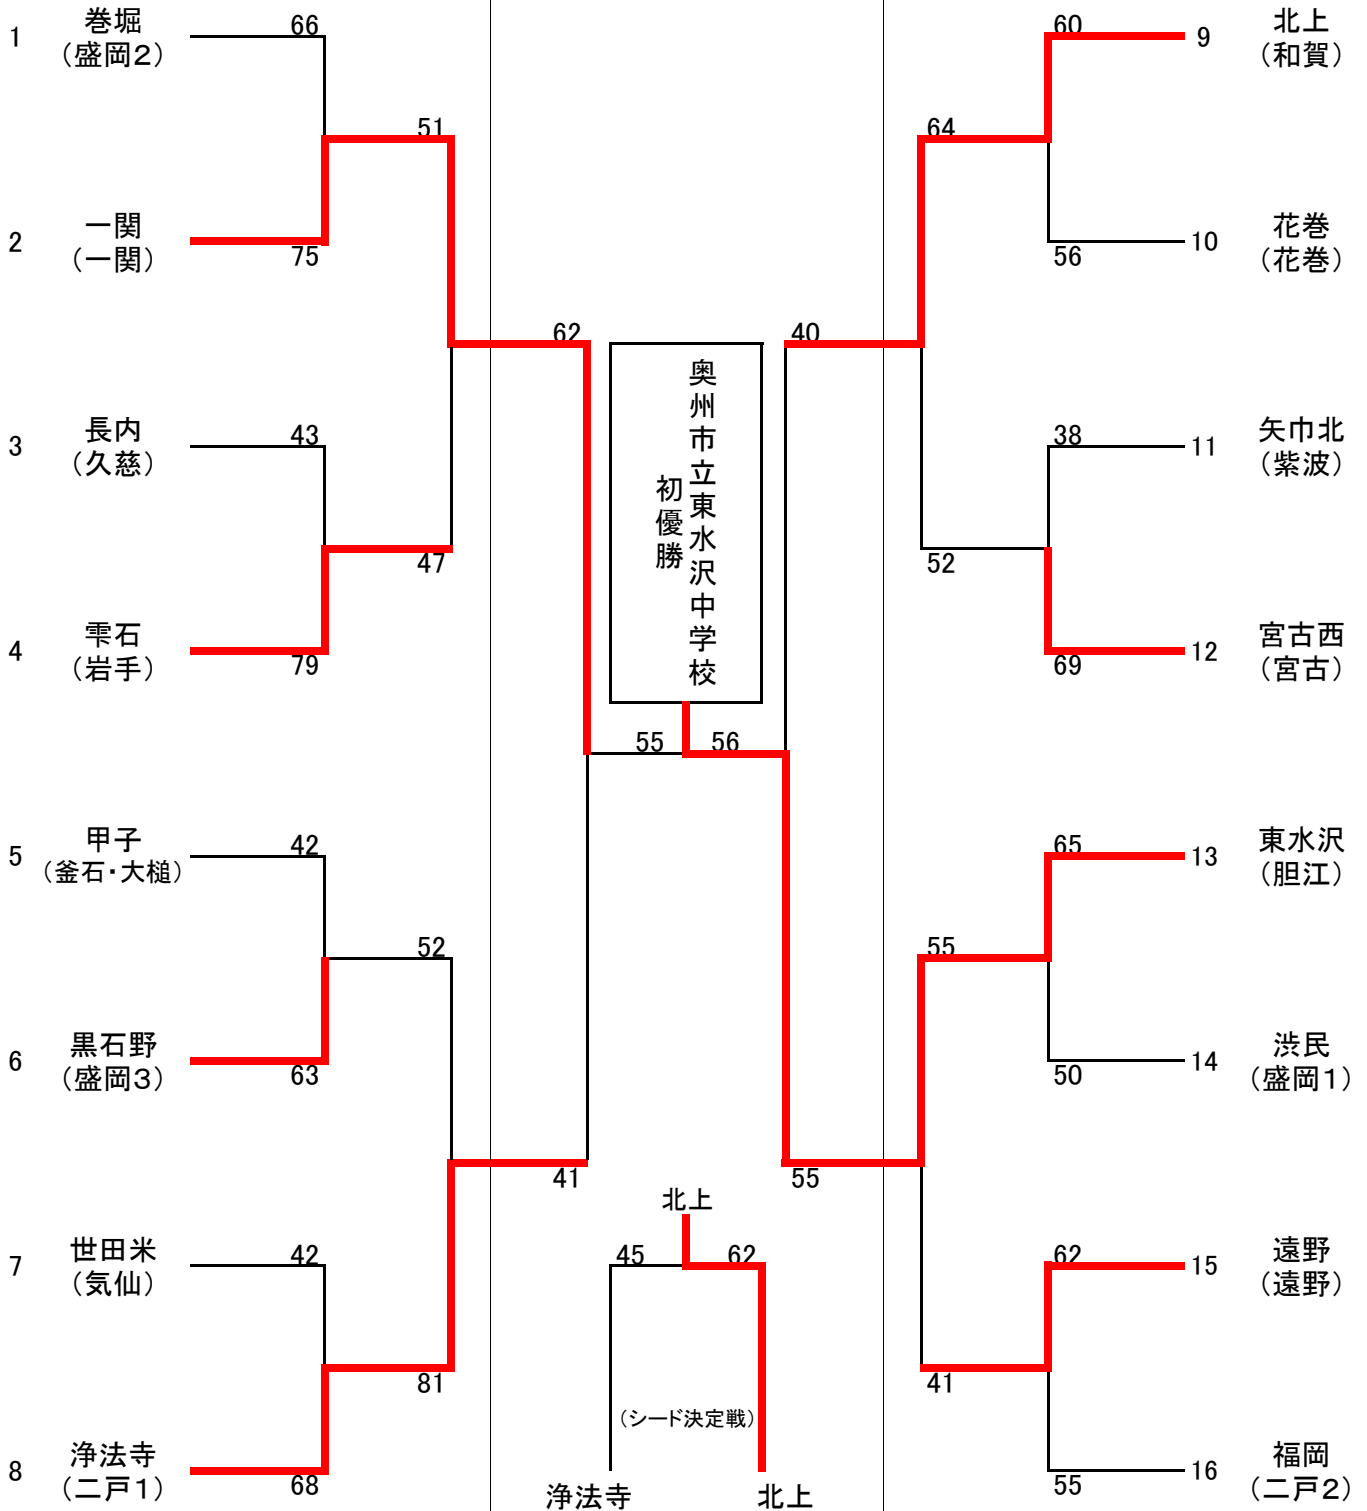 1
巻堀
(盛岡2)
66
51
2
一関
(一関)
75
62
3
長内
(久慈)
43
47
4
雫石
(岩手)
79
55
5
甲子
(釜石・大槌)
42
52
6
黒石野
(盛岡3)
63
41
7
世田米
(気仙)
42
81
8
浄法寺
(二戸1)
68
奥州市立東水沢中学校
初優勝
56
北上
45
62
(シード決定戦)
浄法寺
北上
60
9
北上
(和賀)
64
56
10
花巻
(花巻)
40
38
11
矢巾北
(紫波)
52
69
12
宮古西
(宮古)
65
13
東水沢
(胆江)
55
50
14
渋民
(盛岡1)
55
62
15
遠野
(遠野)
41
55
16
福岡
(二戸2)